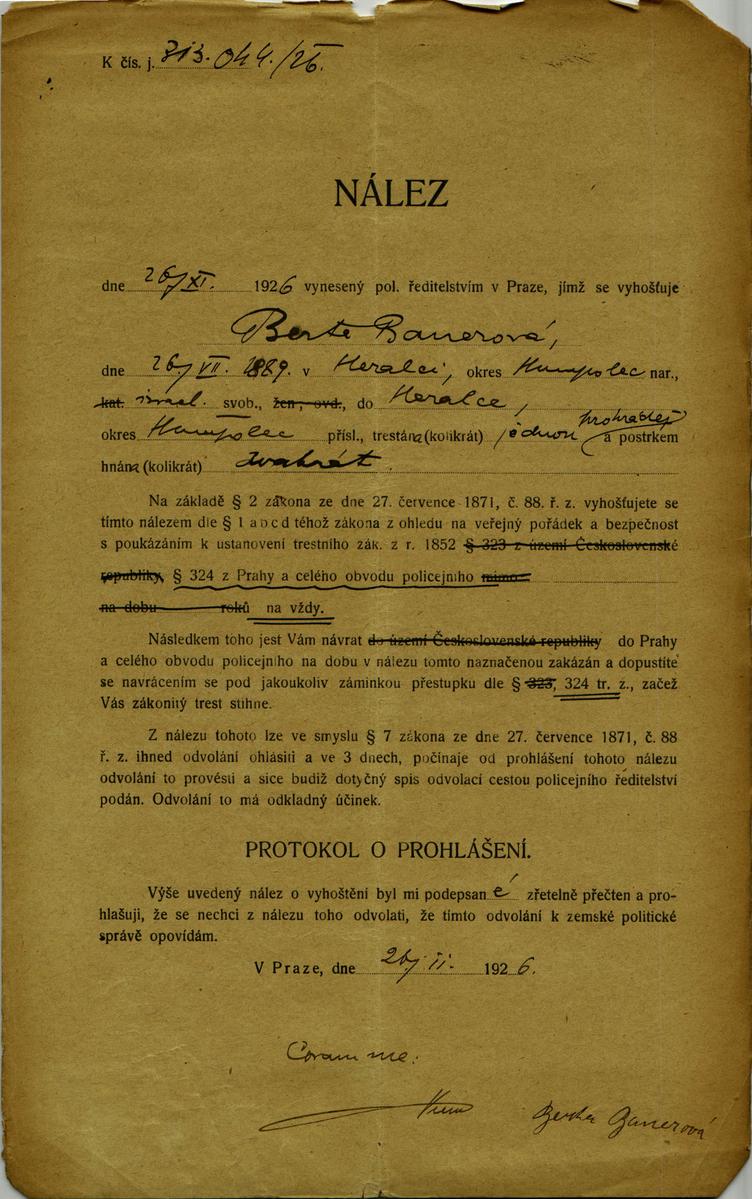 K čís. j. 313.044./26.
NÁLEZ
dne 26/XI. 1926 vynesený pol. ředitelstvím v Praze, jímž se vyhošťuje
Berta Bauerová,
dne 26/VII. 1889. v Heralci, okres Humpolec nar.,
kat. israel. svob., žen., ovd., do Heralce,
prohřešej
okres Humpolec přísl., trestána (kolikrát) jednou a postrkem
hnána (kolikrát) dvakrát.
Na základě § 2 zákona ze dne 27. července 1871, č. 88. ř. z. vyhošťujete se
tímto nálezem dle § 1 a b c d téhož zákona z ohledu na veřejný pořádek a bezpečnost
s poukázáním k ustanovení trestního zák. z r. 1852 § 323 z území Československé
republiky, § 324 z Prahy a celého obvodu policejního mimo
na dobu roků na vždy.
Následkem toho jest Vám návrat do území Československé republiky do Prahy
a celého obvodu policejního na dobu v nálezu tomto naznačenou zakázán a dopustíte
se navrácením se pod jakoukoliv záminkou přestupku dle § 323, 324 tr. z., začež
Vás zákonitý trest stihne.
Z nálezu tohoto lze ve smyslu § 7 zákona ze dne 27. července 1871, č. 88
ř. z. ihned odvolání ohlásiti a ve 3 dnech, počínaje od prohlášení tohoto nálezu
odvolání to provésti a sice budiž dotyčný spis odvolací cestou policejního ředitelství
podán. Odvolání to má odkladný účinek.
PROTOKOL O PROHLÁŠENÍ.
Výše uvedený nález o vyhoštění byl mi podepsané zřetelně přečten a pro-
hlašuji, že se nechci z nálezu toho odvolati, že tímto odvolání k zemské politické
správě opovídám.
V Praze, dne 26/II. 1926.
Coram me:
Berta Bauerová